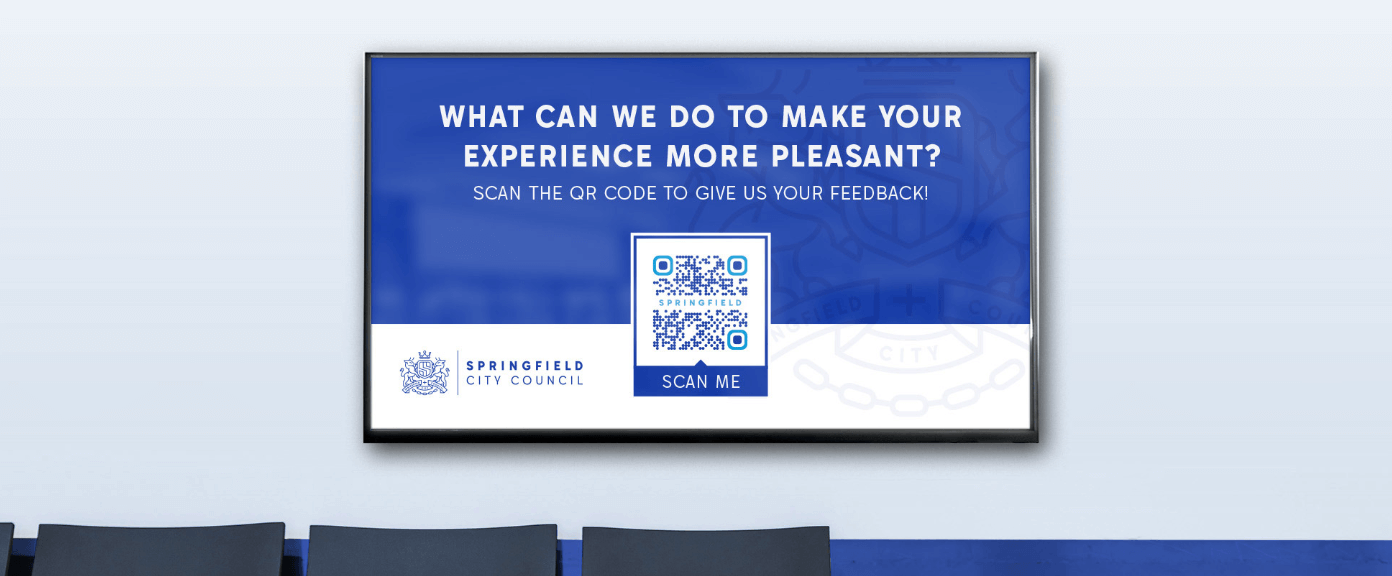 WHAT CAN WE DO TO MAKE YOUR
EXPERIENCE MORE PLEASANT?
SCAN THE QR CODE TO GIVE US YOUR FEEDBACK!
SPRINGFIELD
SCAN ME
SPRINGFIELD
CITY COUNCIL
CITY